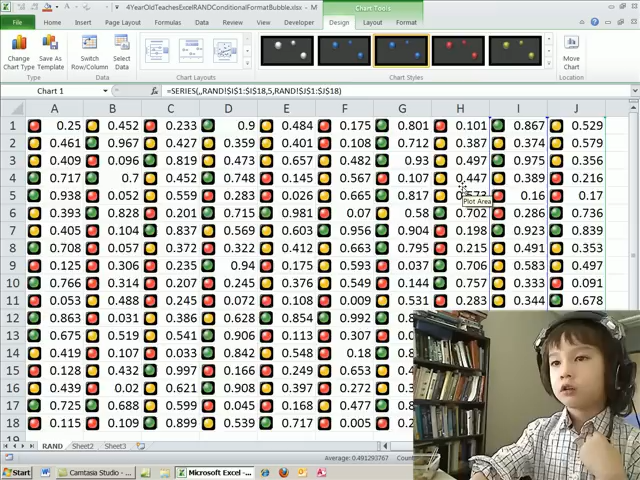 4YearOldTeachesExcelRANDConditionalFormatBubble.xlsx - M
Chart Tools
File Home Insert Page Layout Formulas Data Review View Developer Design Layout Format
Change Chart Type Save As Template Switch Row/Column Select Data Move Chart
Type Data Chart Layouts Chart Styles Location
Chart 1 fx =SERIES(,,RAND!$I$1:$I$18,5,RAND!$J$1:$J$18)
A B C D E F G H I J
1 0.25 0.452 0.233 0.9 0.484 0.175 0.801 0.101 0.867 0.529
2 0.461 0.967 0.427 0.359 0.401 0.108 0.712 0.387 0.374 0.579
3 0.409 0.096 0.819 0.473 0.657 0.482 0.93 0.497 0.975 0.356
4 0.717 0.7 0.452 0.748 0.145 0.567 0.107 0.447 0.389 0.216
5 0.938 0.052 0.559 0.283 0.026 0.665 0.817 0.16 0.17
Plot Area
6 0.393 0.828 0.201 0.715 0.981 0.07 0.58 0.702 0.286 0.736
7 0.405 0.104 0.837 0.569 0.603 0.956 0.904 0.198 0.923 0.839
8 0.708 0.057 0.372 0.322 0.412 0.663 0.795 0.215 0.491 0.353
9 0.125 0.306 0.235 0.94 0.175 0.593 0.037 0.706 0.583 0.497
10 0.766 0.314 0.207 0.245 0.376 0.549 0.144 0.757 0.333 0.091
11 0.053 0.488 0.245 0.072 0.108 0.009 0.531 0.283 0.344 0.678
12 0.863 0.031 0.386 0.628 0.854 0.992
13 0.675 0.519 0.541 0.906 0.113 0.307
14 0.419 0.107 0.033 0.842 0.548 0.18
15 0.128 0.432 0.997 0.166 0.249 0.653
16 0.439 0.02 0.621 0.908 0.397 0.272
17 0.725 0.688 0.599 0.045 0.168 0.477
18 0.115 0.109 0.899 0.539 0.717 0.005
19
RAND Sheet2 Sheet3
Average: 0.491293767
Start Camtasia Studio - ... Microsoft Excel - ...